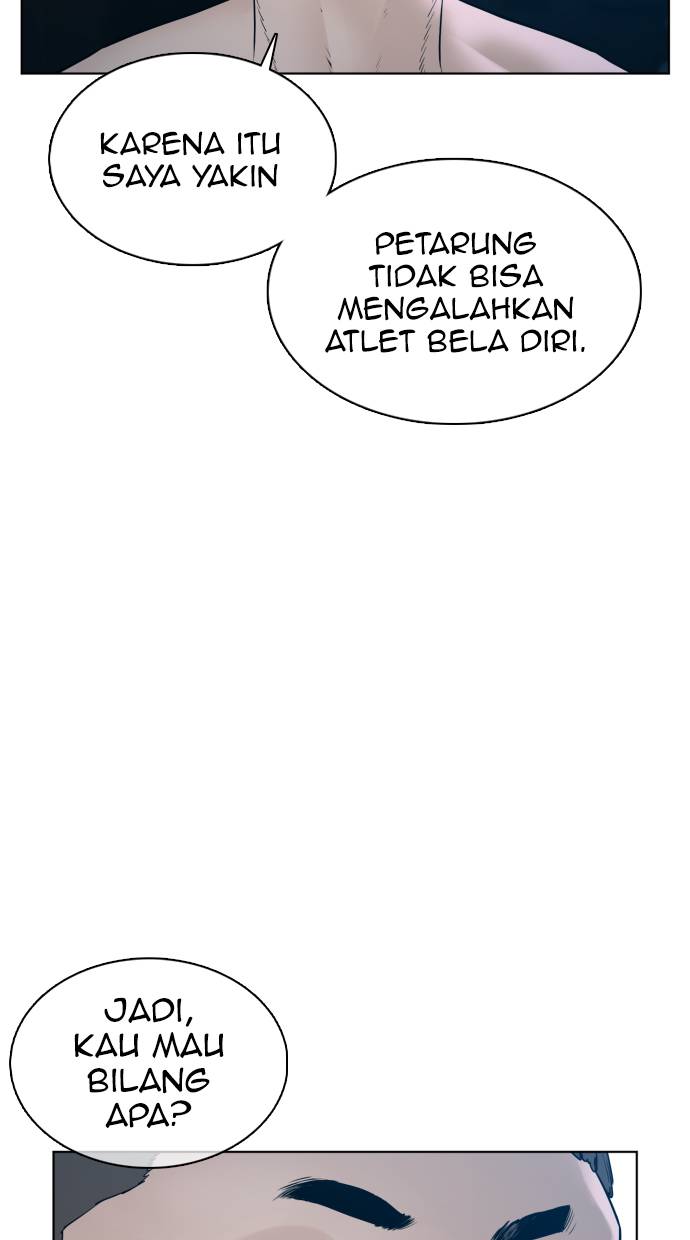 KARENA ITU
SAYA YAKIN
PETARUNG
TIDAK BISA
MENGALAHKAN
ATLET BELA DIRI.
JADI,
KAU MAU
BILANG
APA?